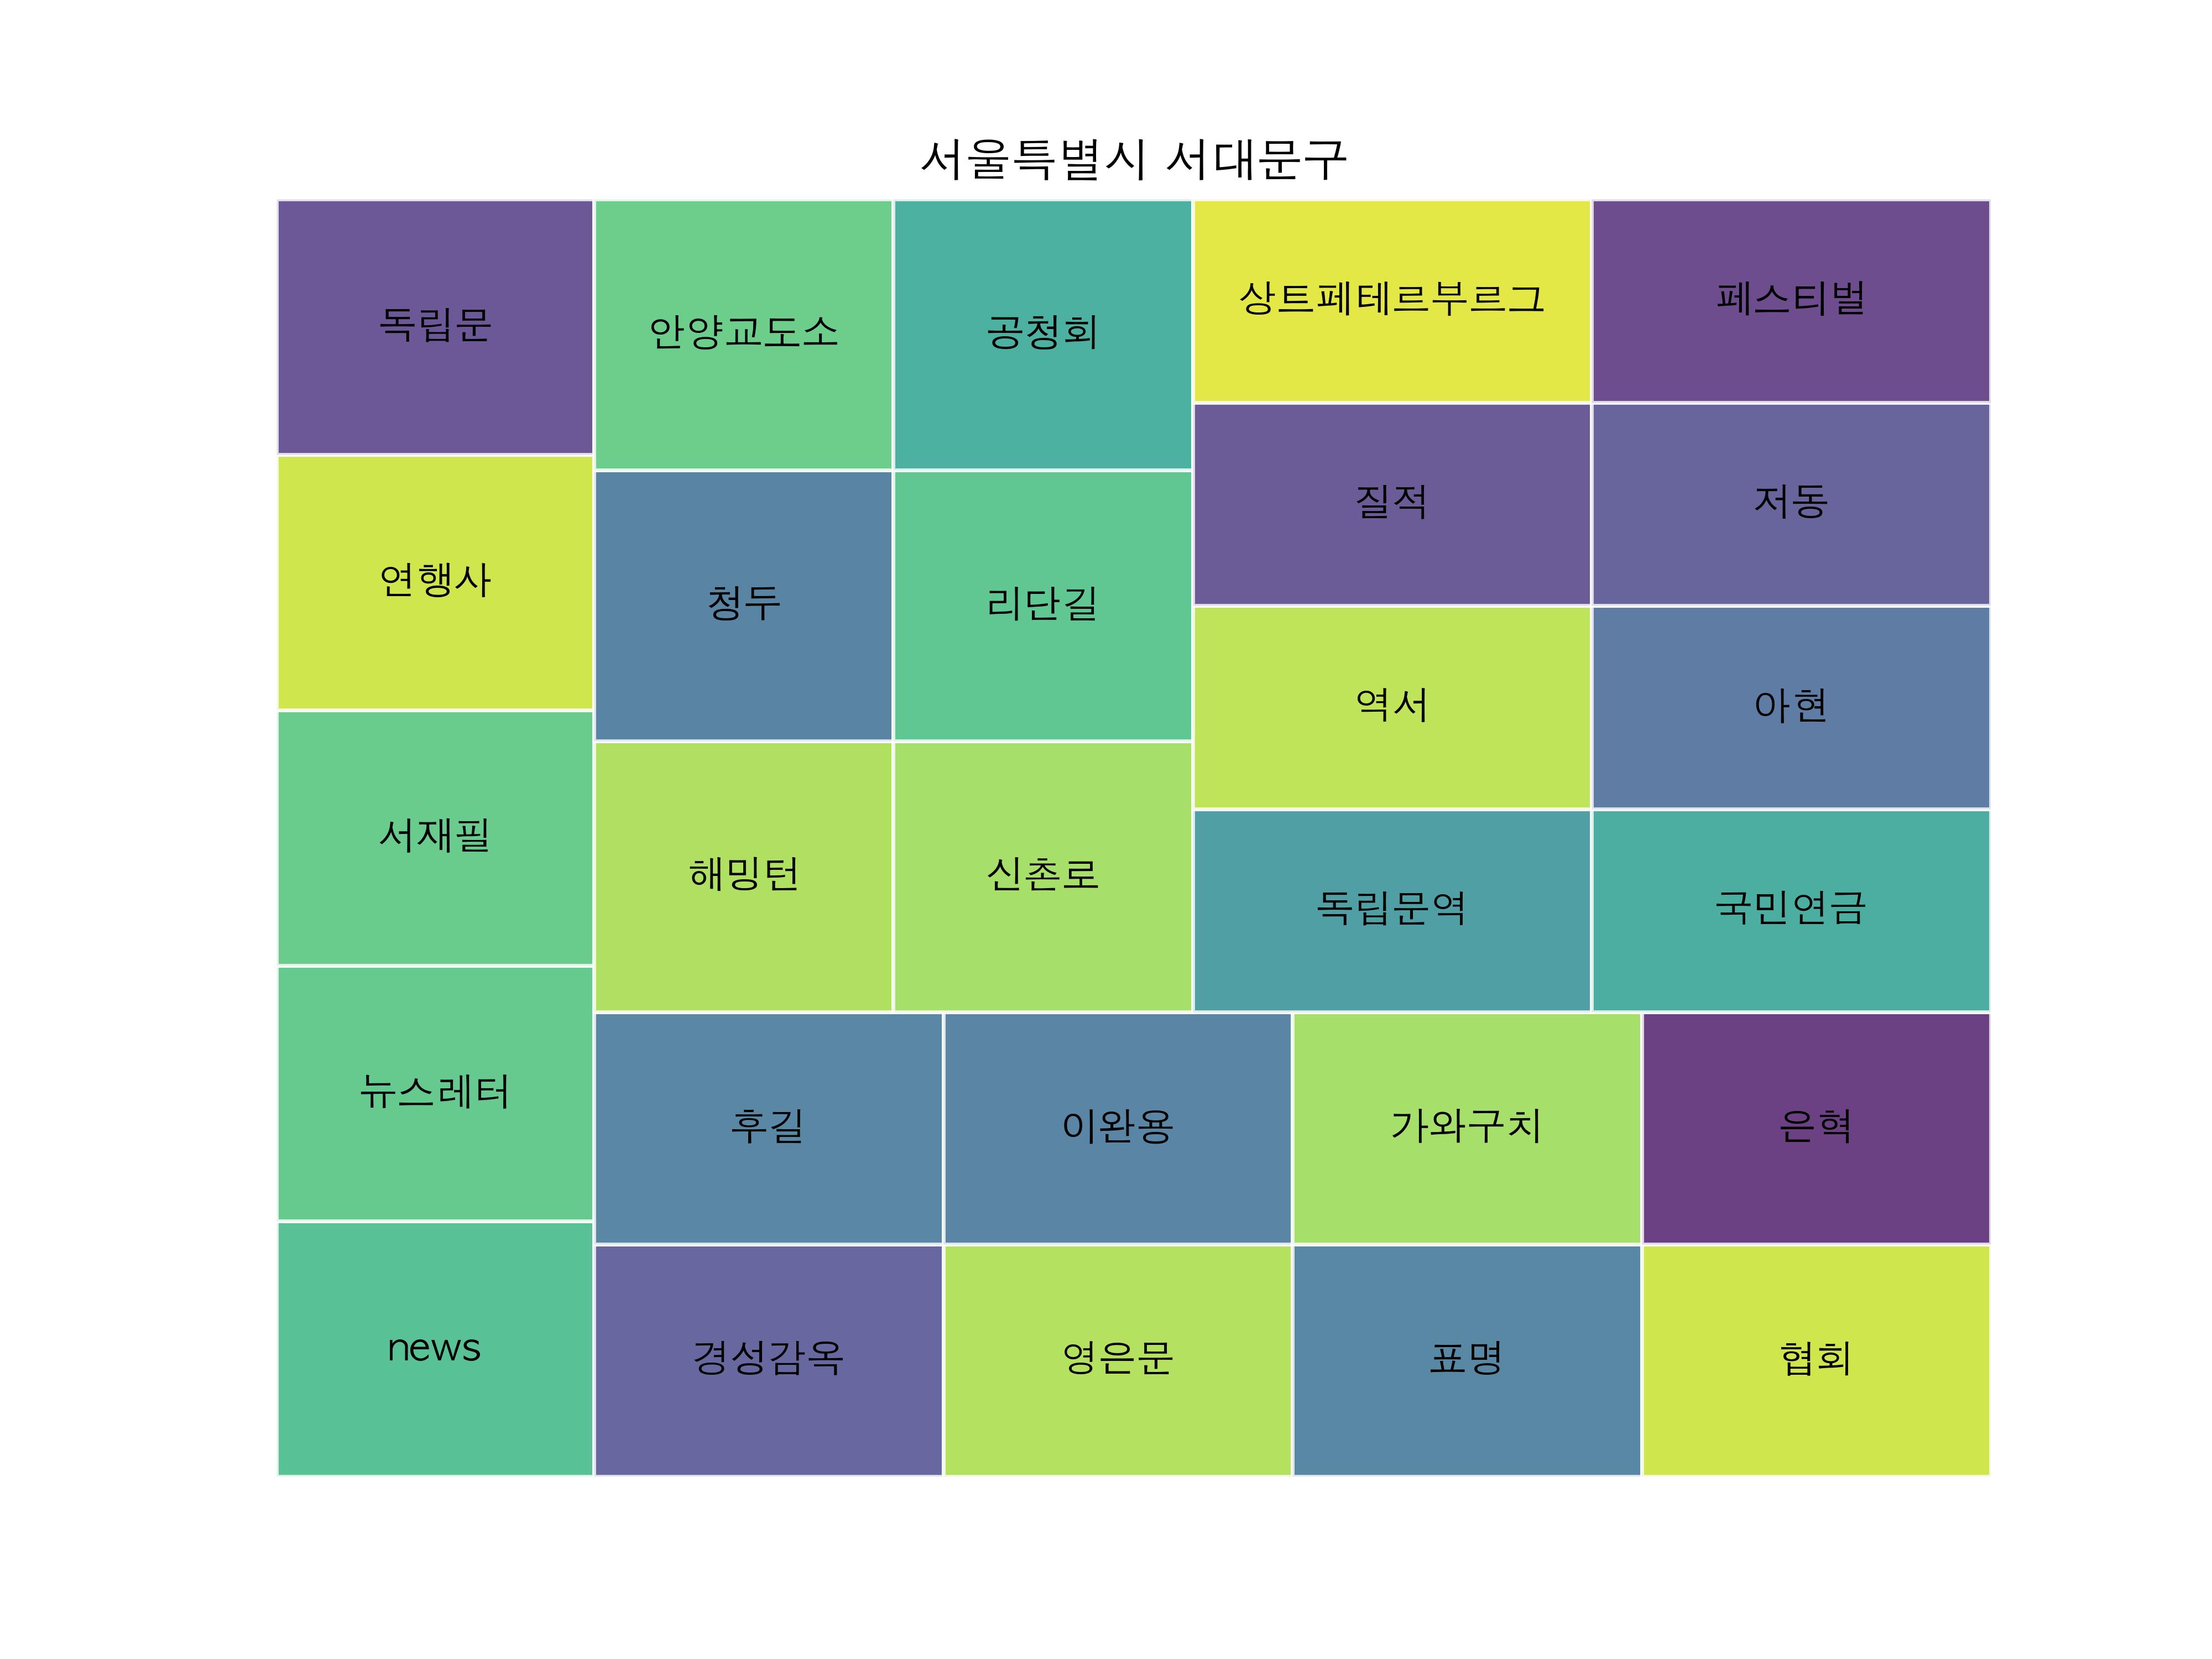 서울특별시 서대문구
독립문
안양교도소
공청회
상트페테르부르크
페스티벌
질적
저동
연행사
청두
리단길
역서
아현
서재필
해밍턴
신촌로
독립문역
국민연금
뉴스레터
후길
이완용
가와구치
은혁
news
경성감옥
영은문
표명
협회